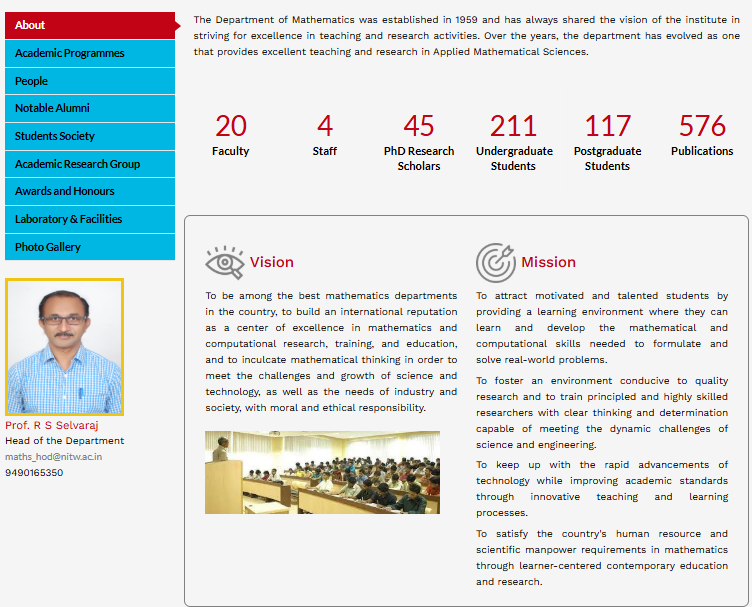 About
Academic Programmes
People
Notable Alumni
Students Society
Academic Research Group
Awards and Honours
Laboratory & Facilities
Photo Gallery
Prof. R S Selvaraj
Head of the Department
maths_hod@nitw.ac.in
9490165350
The Department of Mathematics was established in 1959 and has always shared the vision of the institute in
striving for excellence in teaching and research activities. Over the years, the department has evolved as one
that provides excellent teaching and research in Applied Mathematical Sciences.
20
Faculty
4
Staff
45
PhD Research
Scholars
211
Undergraduate
Students
117
Postgraduate
Students
576
Publications
Vision
To be among the best mathematics departments
in the country, to build an international reputation
as a center of excellence in mathematics and
computational research, training, and education,
and to inculcate mathematical thinking in order to
meet the challenges and growth of science and
technology, as well as the needs of industry and
society, with moral and ethical responsibility.
Mission
To attract motivated and talented students by
providing a learning environment where they can
learn and develop the mathematical and
computational skills needed to formulate and
solve real-world problems.
To foster an environment conducive to quality
research and to train principled and highly skilled
researchers with clear thinking and determination
capable of meeting the dynamic challenges of
science and engineering.
To keep up with the rapid advancements of
technology while improving academic standards
through innovative teaching and learning
processes.
To satisfy the country's human resource and
scientific manpower requirements in mathematics
through learner-centered contemporary education
and research.